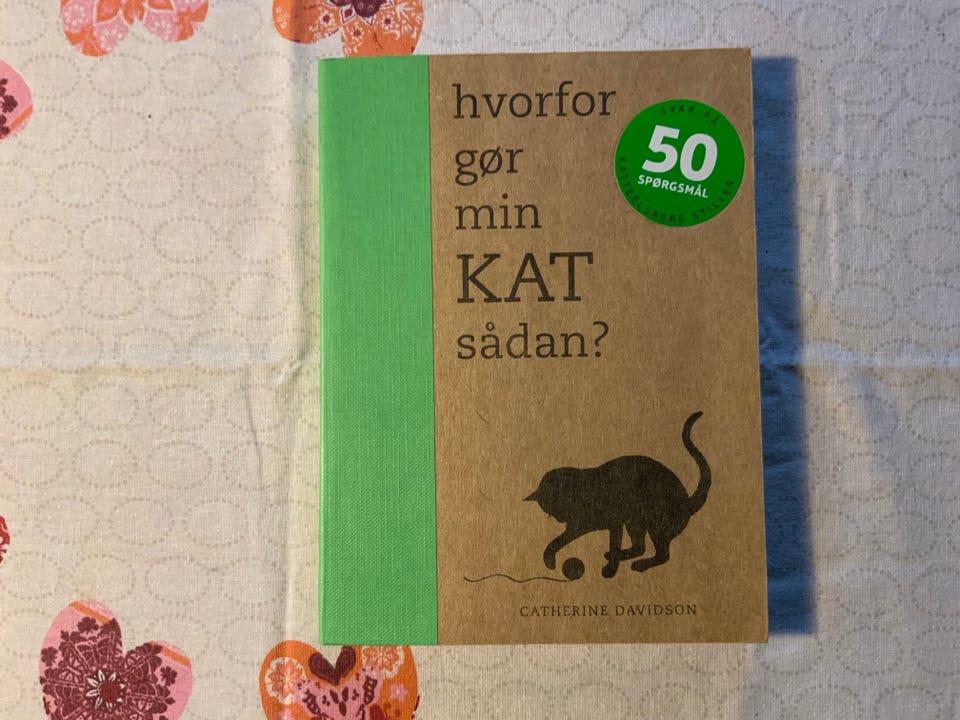 hvorfor
gør
min
KAT
sådan?
SVAR PÅ
50
SPØRGSMÅL
KATTEELSKERE STILLER
CATHERINE DAVIDSON